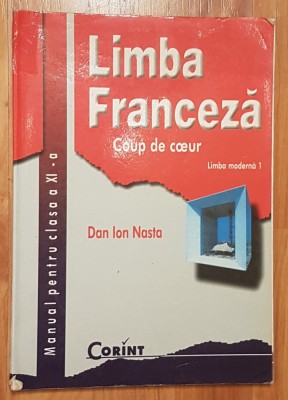 Limba
Franceză
Coup de cœur
Limba modernă 1
Dan Ion Nasta
Manual pentru clasa a XI-a
CORINT